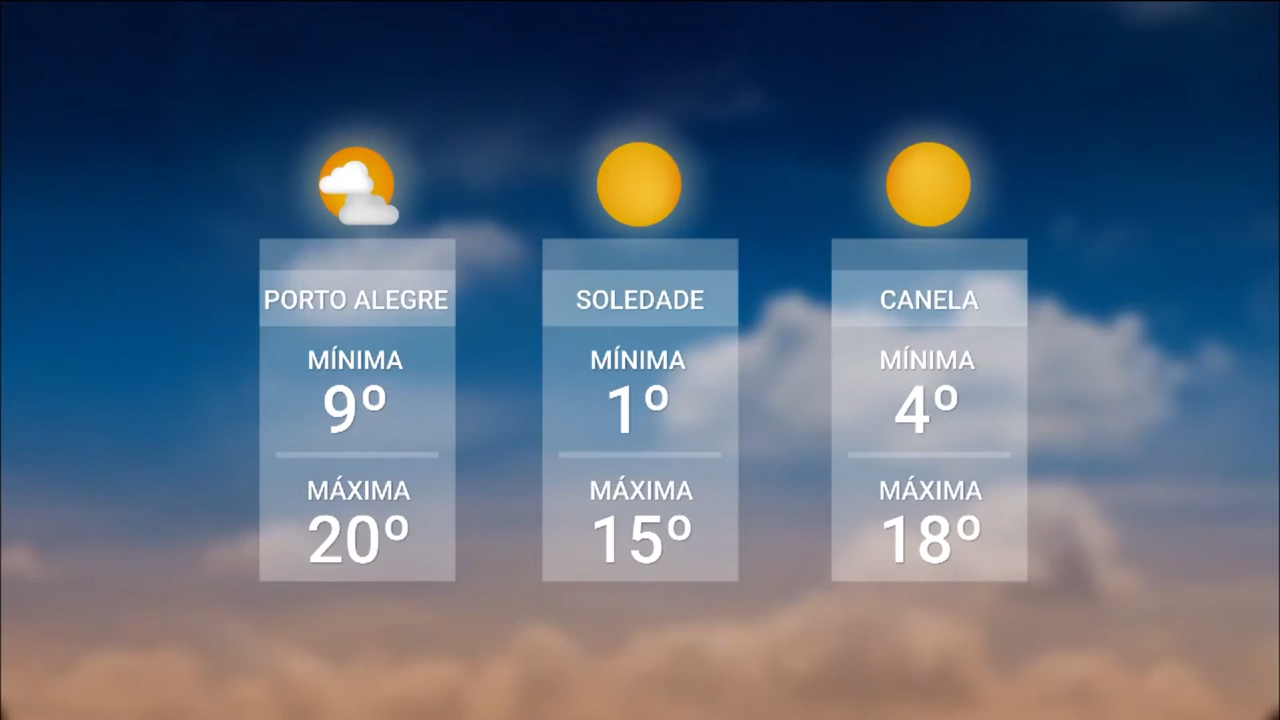 PORTO ALEGRE
MÍNIMA
9º
MÁXIMA
20º
SOLEDADE
MÍNIMA
1º
MÁXIMA
15º
CANELA
MÍNIMA
4º
MÁXIMA
18º